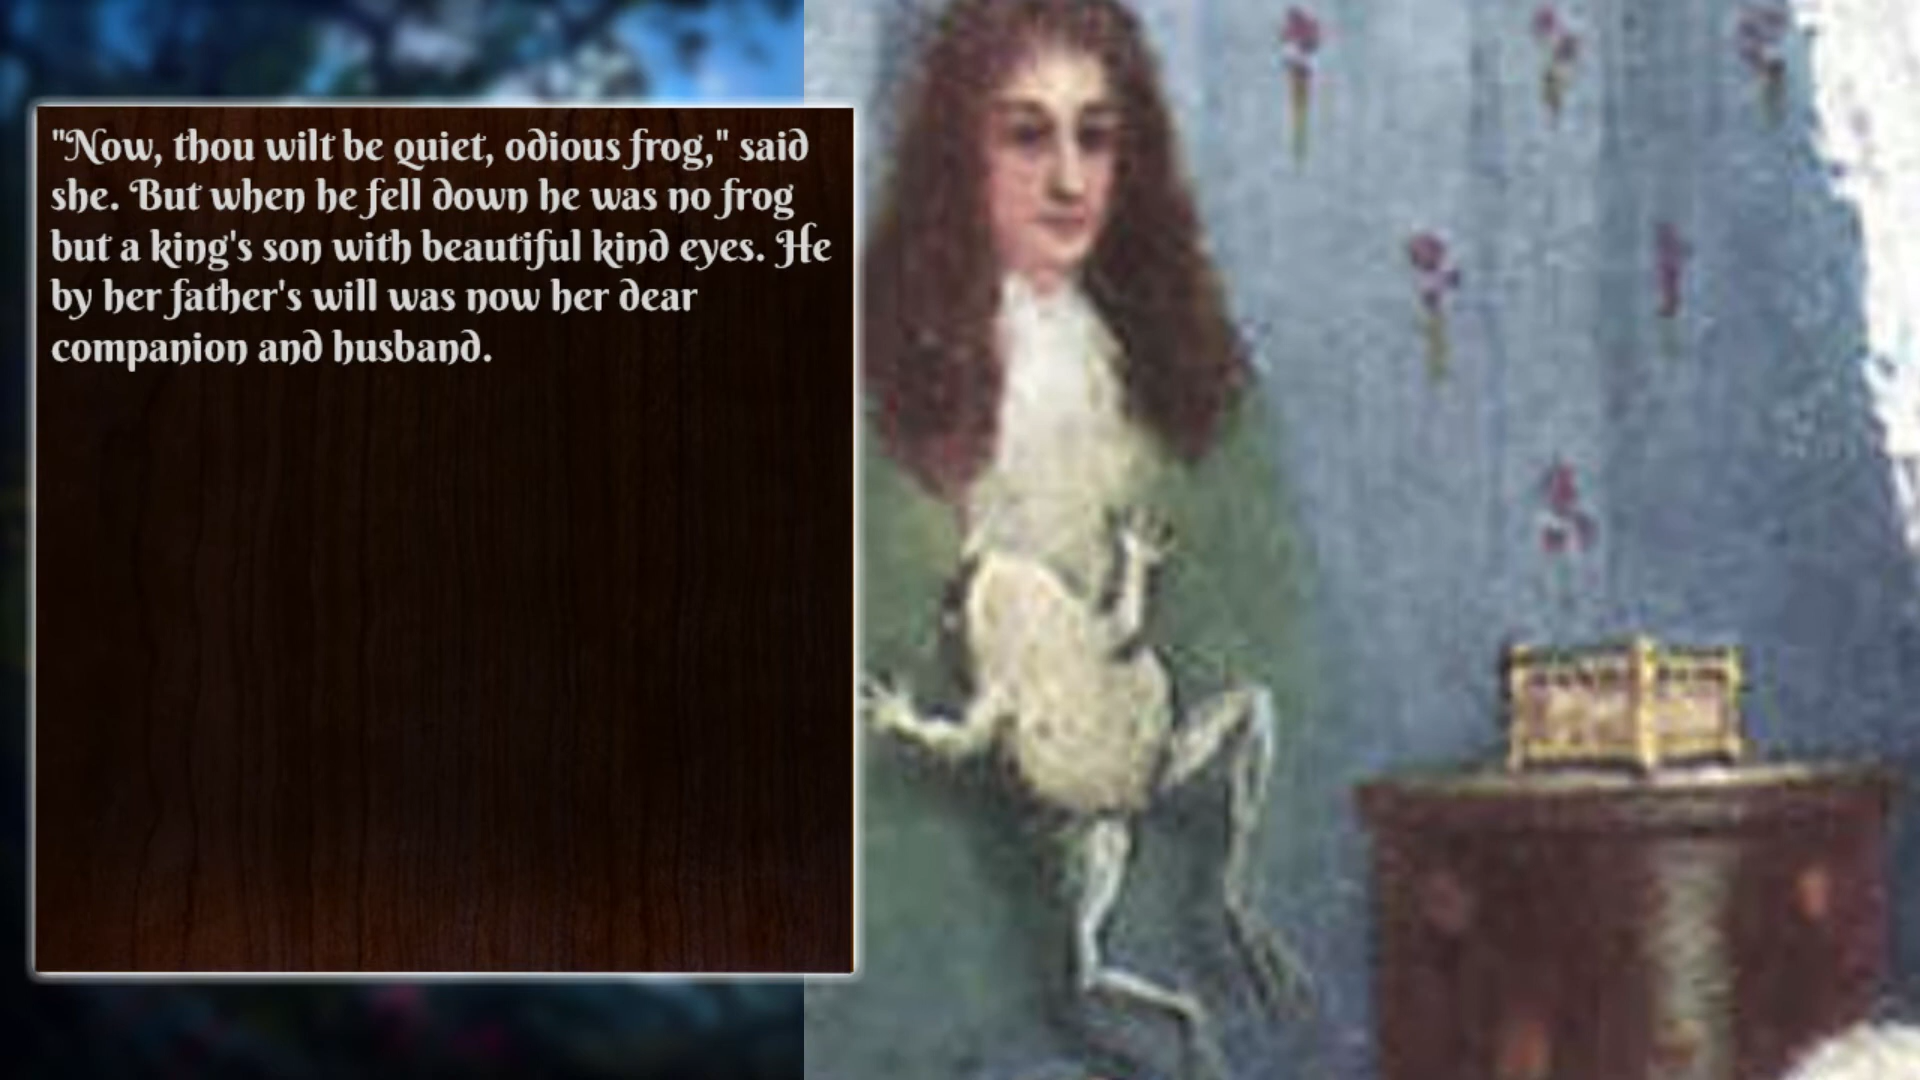 "Now, thou wilt be quiet, odious frog," said
she. But when he fell down he was no frog
but a king's son with beautiful kind eyes. He
by her father's will was now her dear
companion and husband.